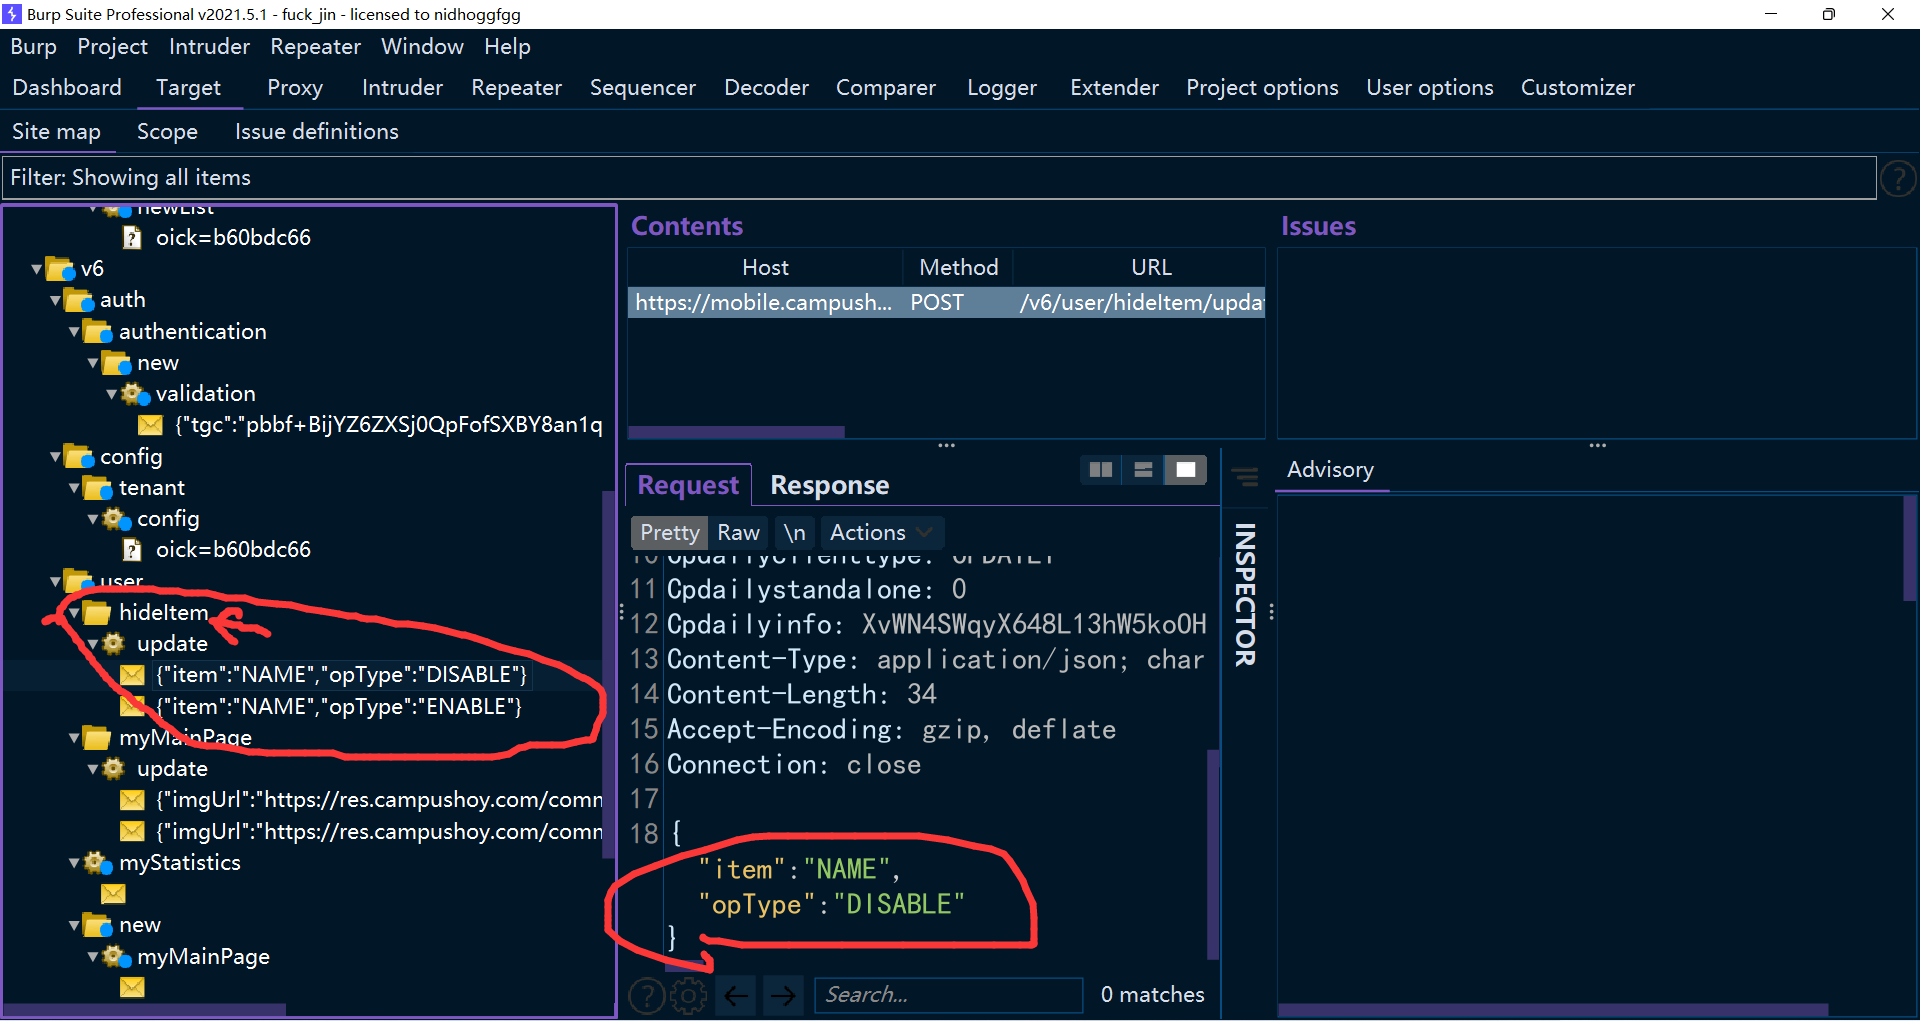 Burp Suite Professional v2021.5.1 - fuck_jin - licensed to nidhoggfgg
Burp Project Intruder Repeater Window Help
Dashboard Target Proxy Intruder Repeater Sequencer Decoder Comparer Logger Extender Project options User options Customizer
Site map Scope Issue definitions
Filter: Showing all items
newList
oick=b60bdc66
v6
auth
authentication
new
validation
{"tgc":"pbbf+BijYZ6ZXSj0QpFofSXBY8an1q
config
tenant
config
oick=b60bdc66
user
hideItem
update
{"item":"NAME","opType":"DISABLE"}
{"item":"NAME","opType":"ENABLE"}
myMainPage
update
{"imgUrl":"https://res.campushoy.com/comm
{"imgUrl":"https://res.campushoy.com/comm
myStatistics
new
myMainPage
Contents
Host Method URL
https://mobile.campush... POST /v6/user/hideItem/upda
Request Response
Pretty Raw \n Actions
10 Cpdailyclienttype: CPDAILY
11 Cpdailystandalone: 0
12 Cpdailyinfo: XvWN4SWqyX648L13hW5koOH
13 Content-Type: application/json; char
14 Content-Length: 34
15 Accept-Encoding: gzip, deflate
16 Connection: close
17
18 {
"item":"NAME",
"opType":"DISABLE"
}
Search...
0 matches
INSPECTOR
Issues
Advisory